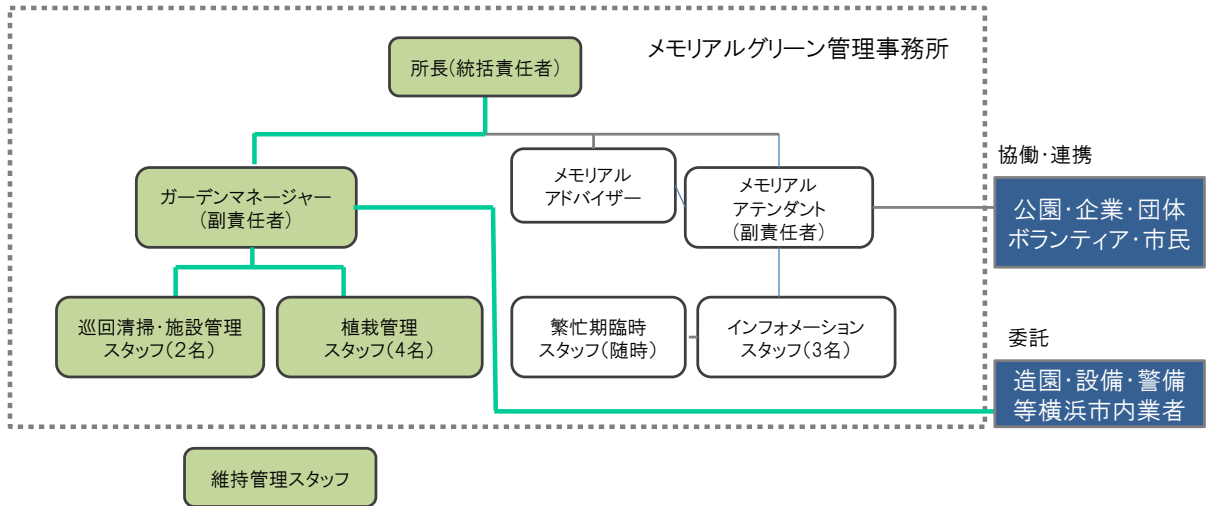 メモリアルグリーン管理事務所
所長(統括責任者)
ガーデンマネージャー
(副責任者)
メモリアル
アドバイザー
メモリアル
アテンダント
(副責任者)
協働・連携
公園・企業・団体
ボランティア・市民
巡回清掃・施設管理
スタッフ(2名)
植栽管理
スタッフ(4名)
繁忙期臨時
スタッフ(随時)
インフォメーション
スタッフ(3名)
委託
造園・設備・警備
等横浜市内業者
維持管理スタッフ